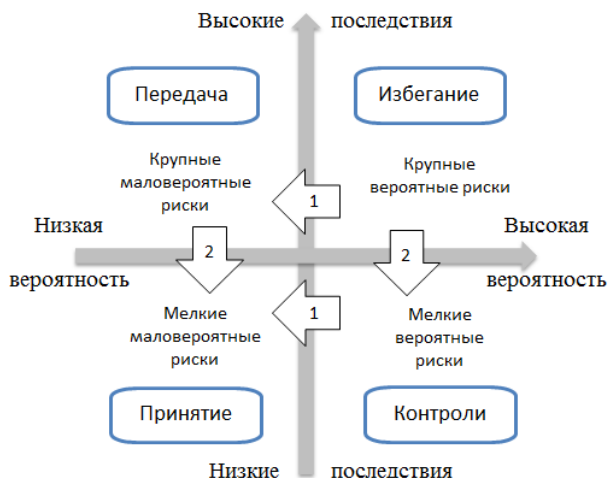 Высокие последствия
Передача
Избегание
Крупные
маловероятные
риски
1
Крупные
вероятные риски
Низкая
Высокая
2
2
вероятность
вероятность
1
Мелкие
маловероятные
риски
Мелкие
вероятные
риски
Принятие
Контроли
Низкие последствия